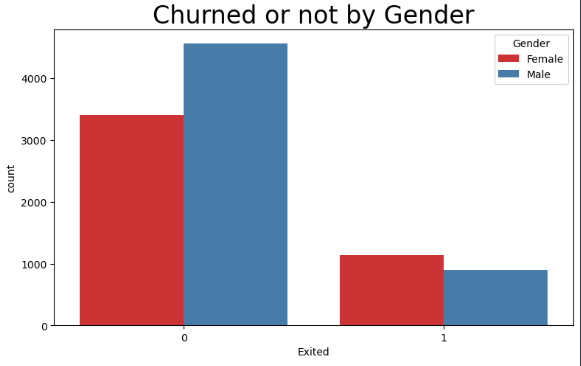 Churned or not by Gender
Gender
Female
Male
4000
3000
2000
1000
0
count
0 1
Exited